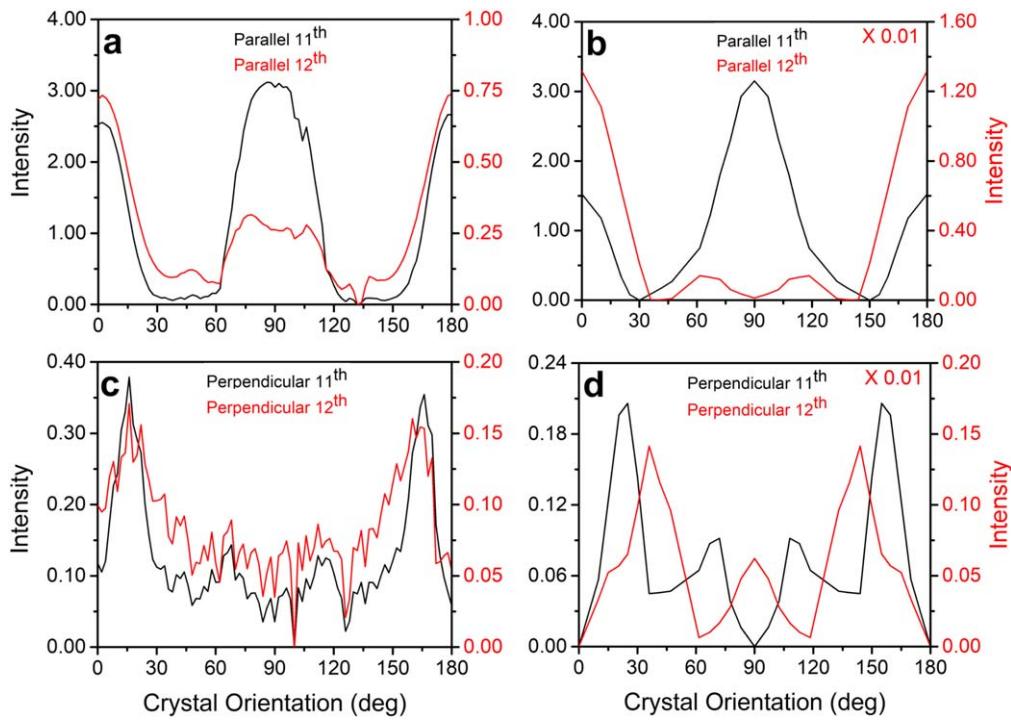 a
Parallel 11th
Parallel 12th
Intensity
4.00
3.00
2.00
1.00
0.00
1.00
0.75
0.50
0.25
0.00
0 30 60 90 120 150 180
b
Parallel 11th
Parallel 12th
X 0.01
4.00
3.00
2.00
1.00
0.00
1.60
1.20
0.80
0.40
0.00
Intensity
0 30 60 90 120 150 180
c
Perpendicular 11th
Perpendicular 12th
Intensity
0.40
0.30
0.20
0.10
0.00
0.20
0.15
0.10
0.05
0.00
0 30 60 90 120 150 180
Crystal Orientation (deg)
d
Perpendicular 11th
Perpendicular 12th
X 0.01
0.24
0.18
0.12
0.06
0.00
0.20
0.15
0.10
0.05
0.00
Intensity
0 30 60 90 120 150 180
Crystal Orientation (deg)